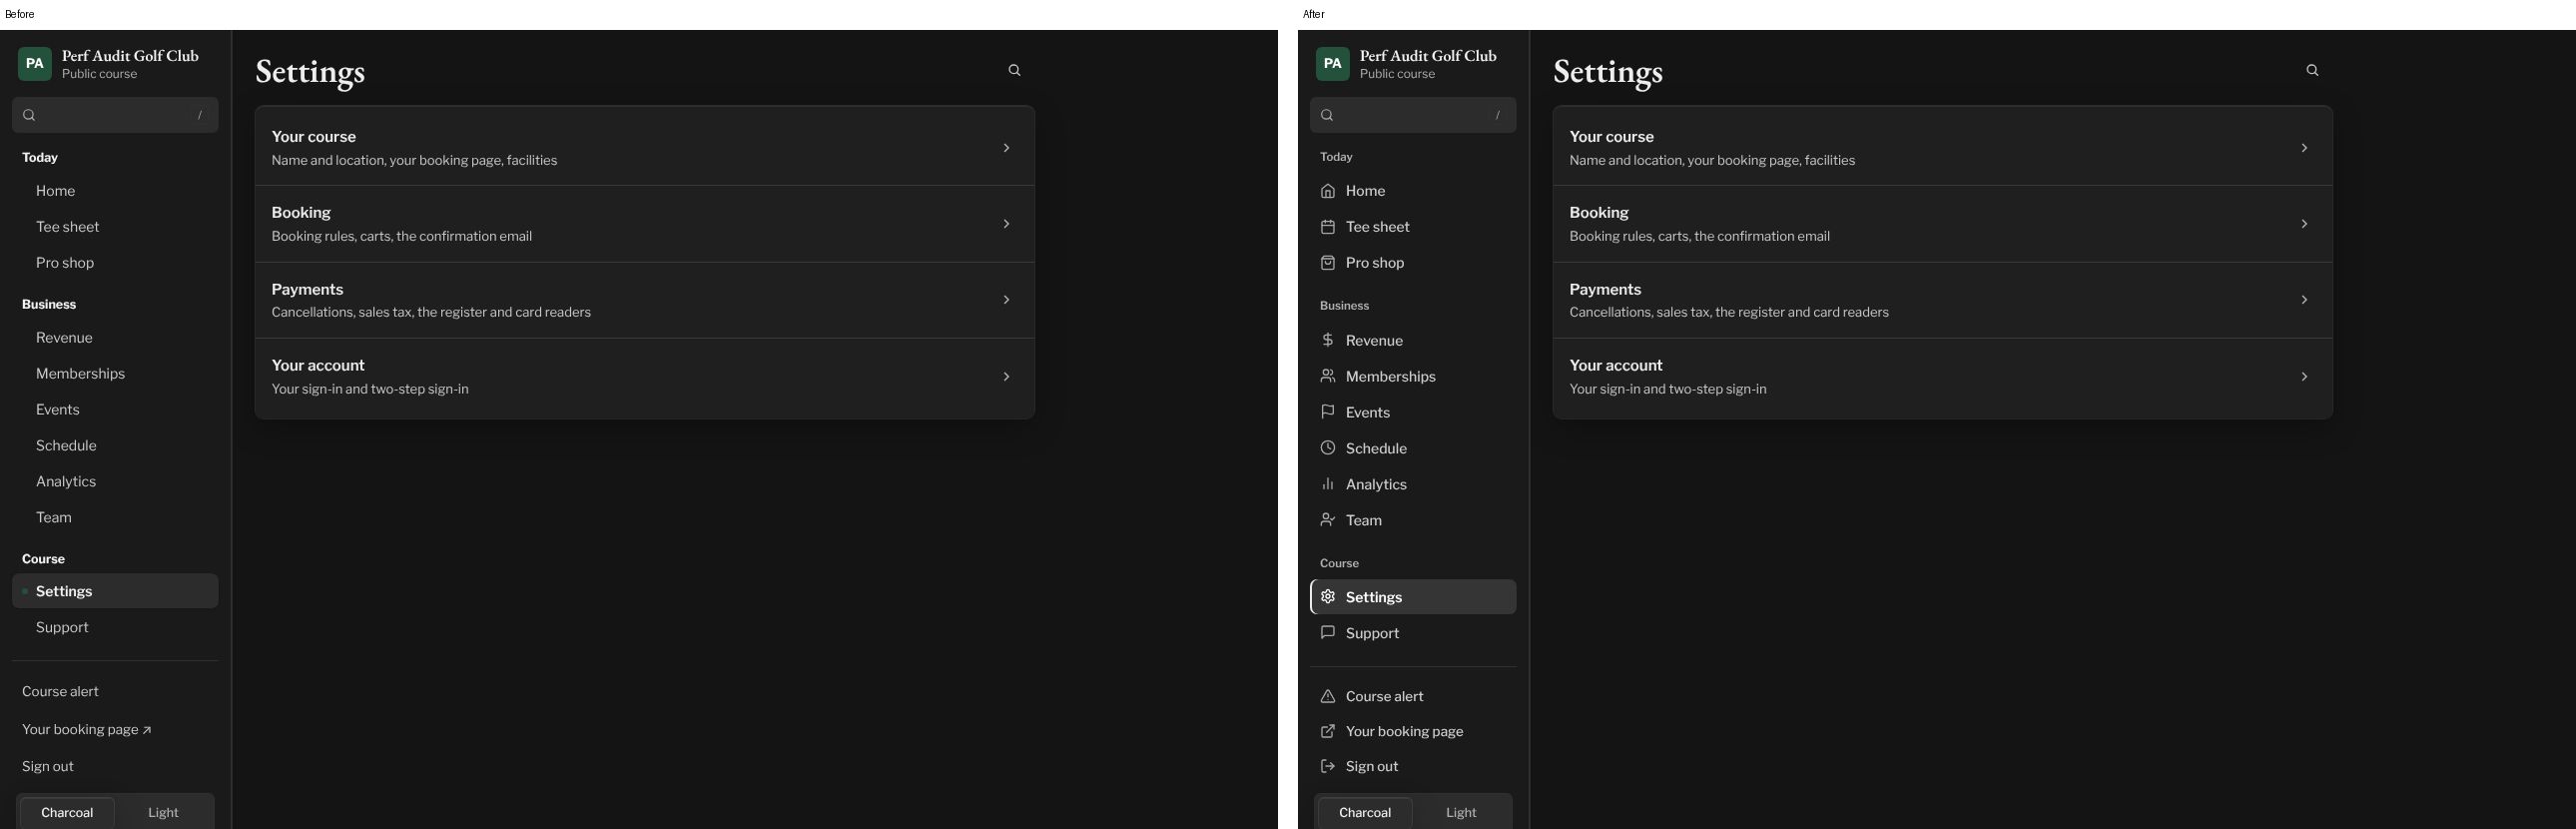 Before
PA
Perf Audit Golf Club
Public course
/
Today
Home
Tee sheet
Pro shop
Business
Revenue
Memberships
Events
Schedule
Analytics
Team
Course
Settings
Support
Course alert
Your booking page ↗
Sign out
Charcoal
Light
Settings
Your course
Name and location, your booking page, facilities
Booking
Booking rules, carts, the confirmation email
Payments
Cancellations, sales tax, the register and card readers
Your account
Your sign-in and two-step sign-in
After
PA
Perf Audit Golf Club
Public course
/
Today
Home
Tee sheet
Pro shop
Business
Revenue
Memberships
Events
Schedule
Analytics
Team
Course
Settings
Support
Course alert
Your booking page
Sign out
Charcoal
Light
Settings
Your course
Name and location, your booking page, facilities
Booking
Booking rules, carts, the confirmation email
Payments
Cancellations, sales tax, the register and card readers
Your account
Your sign-in and two-step sign-in